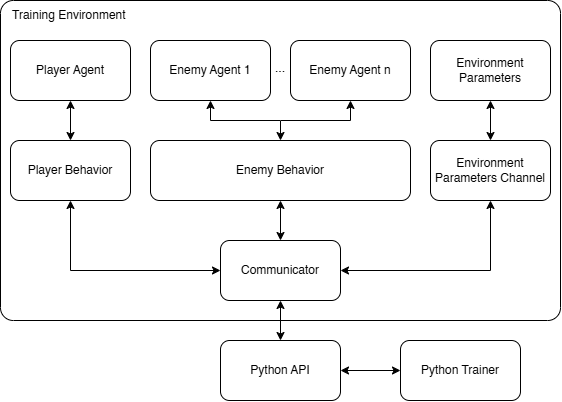 Training Environment
Player Agent
Enemy Agent 1
...
Enemy Agent n
Environment
Parameters
Player Behavior
Enemy Behavior
Environment
Parameters Channel
Communicator
Python API
Python Trainer